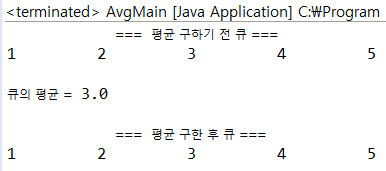 <terminated> AvgMain [Java Application] C:₩Program
=== 평균 구하기 전 큐 ===
1 2 3 4 5
큐의 평균 = 3.0
=== 평균 구한 후 큐 ===
1 2 3 4 5